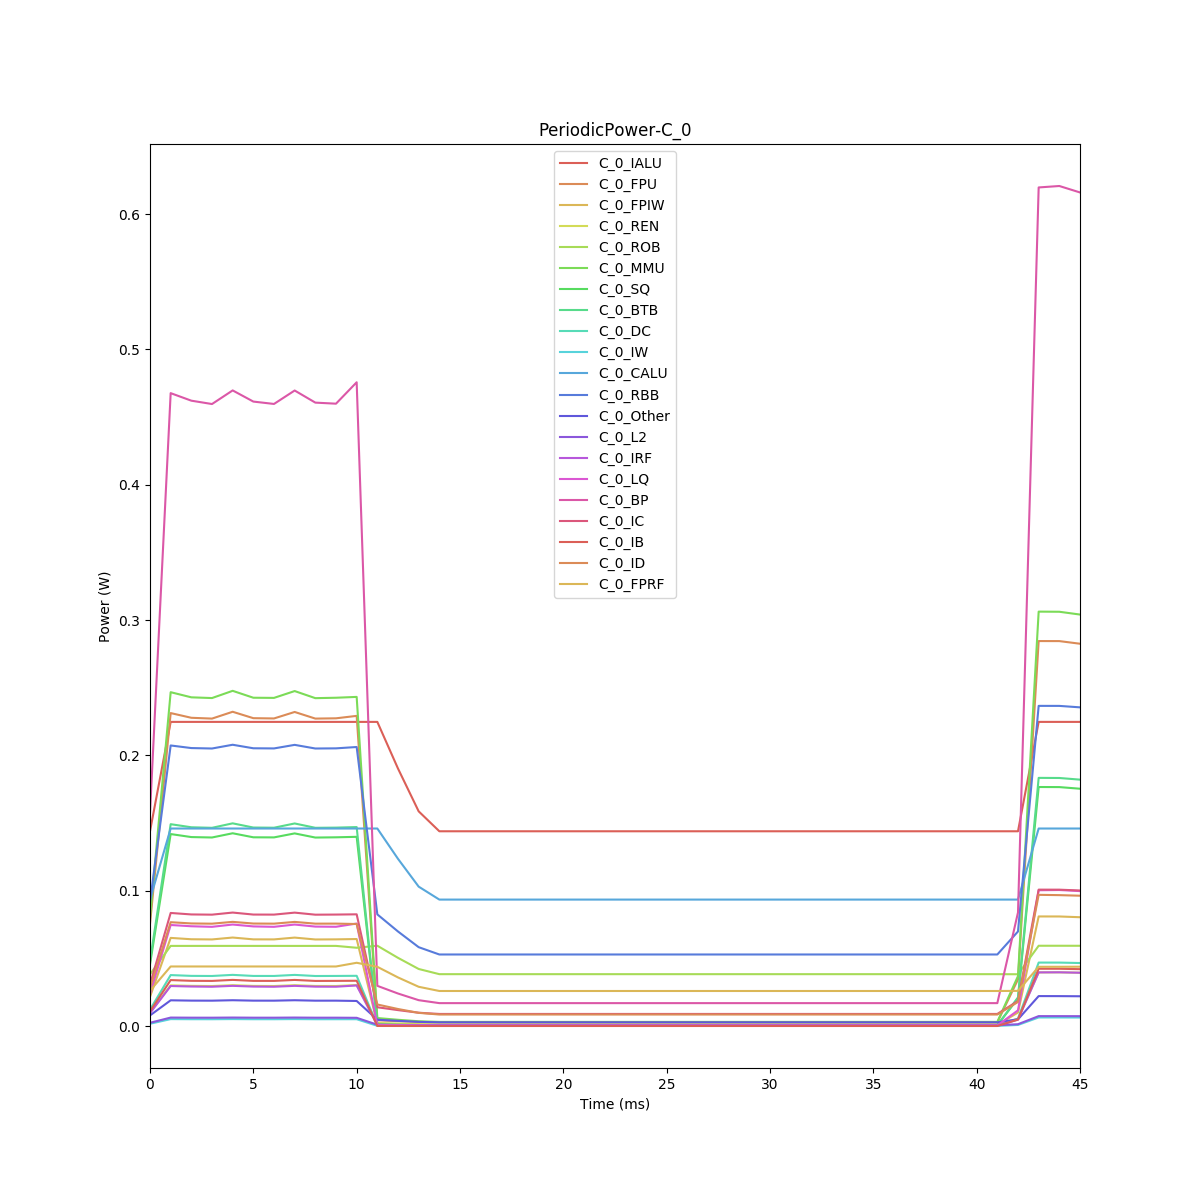 PeriodicPower-C_0
C_0_IALU
C_0_FPU
C_0_FPIW
C_0_REN
C_0_ROB
C_0_MMU
C_0_SQ
C_0_BTB
C_0_DC
C_0_IW
C_0_CALU
C_0_RBB
C_0_Other
C_0_L2
C_0_IRF
C_0_LQ
C_0_BP
C_0_IC
C_0_IB
C_0_ID
C_0_FPRF
Power (W)
0.6
0.5
0.4
0.3
0.2
0.1
0.0
0 5 10 15 20 25 30 35 40 45
Time (ms)